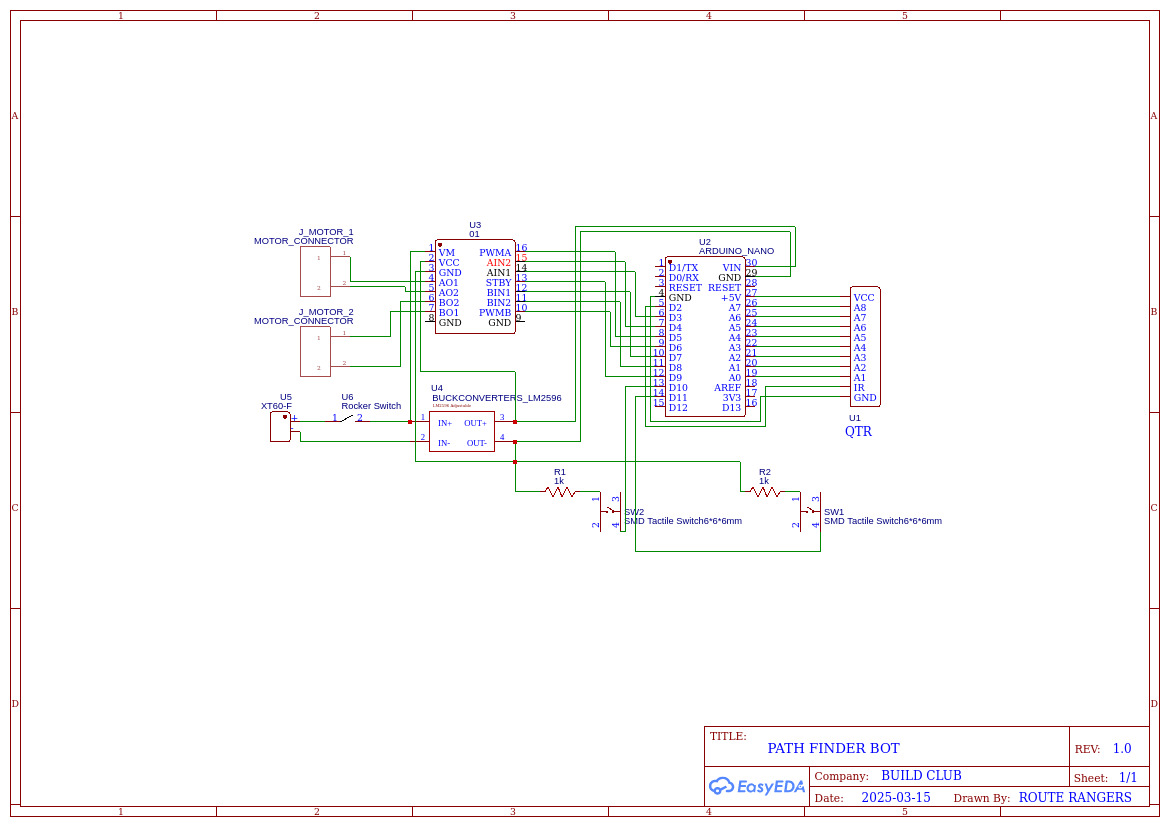 1 2 3 4 5
A A
B B
C C
D D
J_MOTOR_1
MOTOR_CONNECTOR
1 1
2 2
J_MOTOR_2
MOTOR_CONNECTOR
1 1
2 2
U3
01
1 VM PWMA 16
2 VCC AIN2 15
3 GND AIN1 14
4 AO1 STBY 13
5 AO2 BIN1 12
6 BO2 BIN2 11
7 BO1 PWMB 10
8 GND GND 9
U2
ARDUINO_NANO
1 D1/TX VIN 30
2 D0/RX GND 29
3 RESET RESET 28
4 GND +5V 27
5 D2 A7 26
6 D3 A6 25
7 D4 A5 24
8 D5 A4 23
9 D6 A3 22
10 D7 A2 21
11 D8 A1 20
12 D9 A0 19
13 D10 AREF 18
14 D11 3V3 17
15 D12 D13 16
VCC
A8
A7
A6
A5
A4
A3
A2
A1
IR
GND
U1
QTR
U5
XT60-F
+
-
U6
Rocker Switch
1 2
U4
BUCKCONVERTERS_LM2596
LM2596 Adjustable
1 IN+ OUT+ 3
2 IN- OUT- 4
R1
1k
1 3
2 4
SW2
SMD Tactile Switch6*6*6mm
R2
1k
1 3
2 4
SW1
SMD Tactile Switch6*6*6mm
TITLE:
PATH FINDER BOT
REV: 1.0
EasyEDA
Company: BUILD CLUB
Sheet: 1/1
Date: 2025-03-15 Drawn By: ROUTE RANGERS
1 2 3 4 5